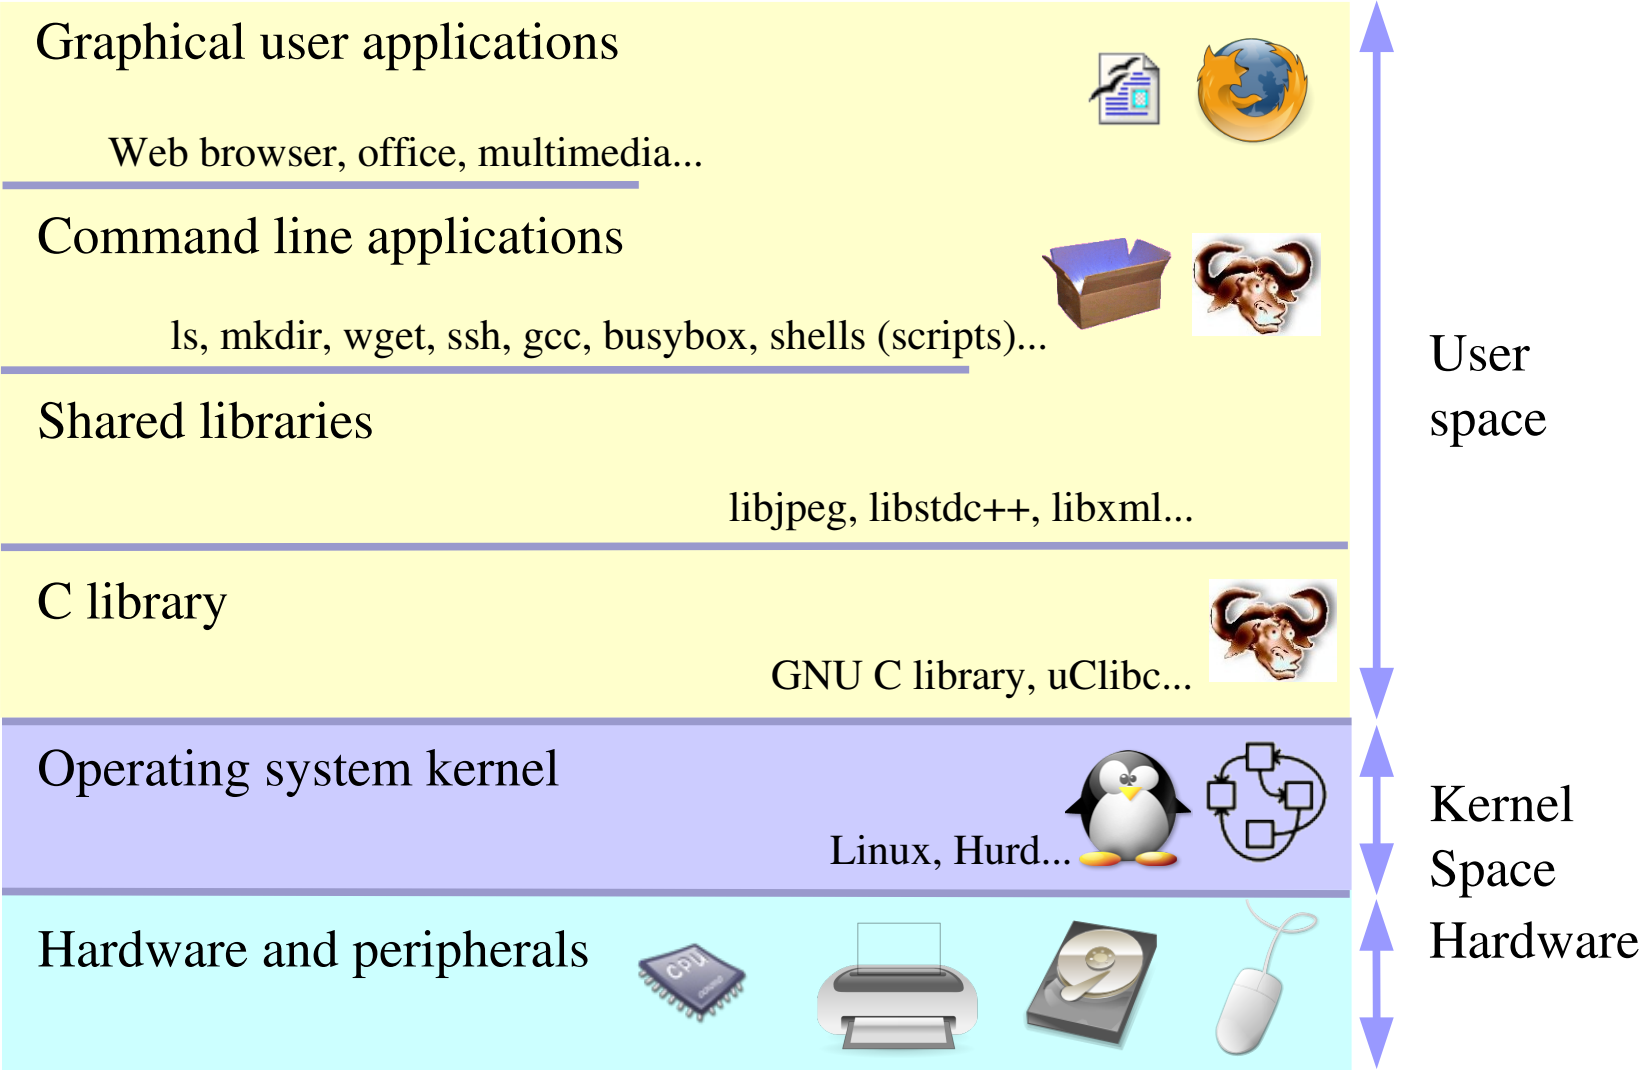 Graphical user applications
Web browser, office, multimedia...
Command line applications
ls, mkdir, wget, ssh, gcc, busybox, shells (scripts)...
Shared libraries
libjpeg, libstdc++, libxml...
C library
GNU C library, uClibc...
Operating system kernel
Linux, Hurd...
Hardware and peripherals
CPU
User
space
Kernel
Space
Hardware